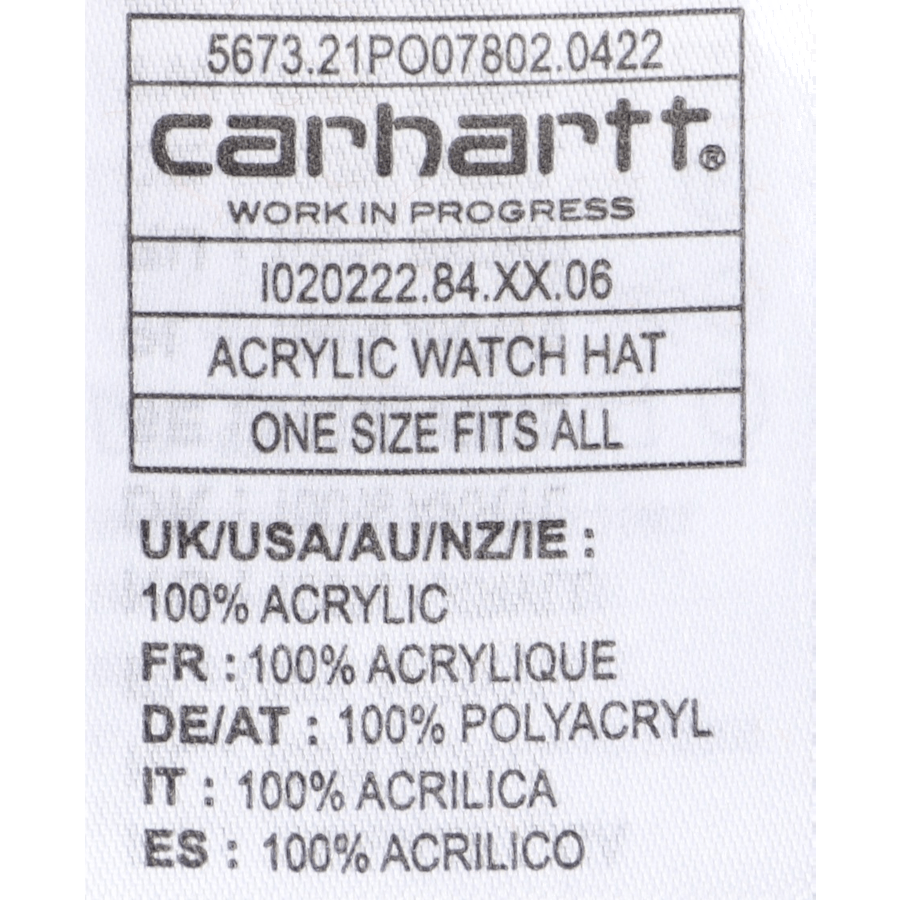 5673.21PO07802.0422
carhartt®
WORK IN PROGRESS
I020222.84.XX.06
ACRYLIC WATCH HAT
ONE SIZE FITS ALL
UK/USA/AU/NZ/IE :
100% ACRYLIC
FR : 100% ACRYLIQUE
DE/AT : 100% POLYACRYL
IT : 100% ACRILICA
ES : 100% ACRILICO